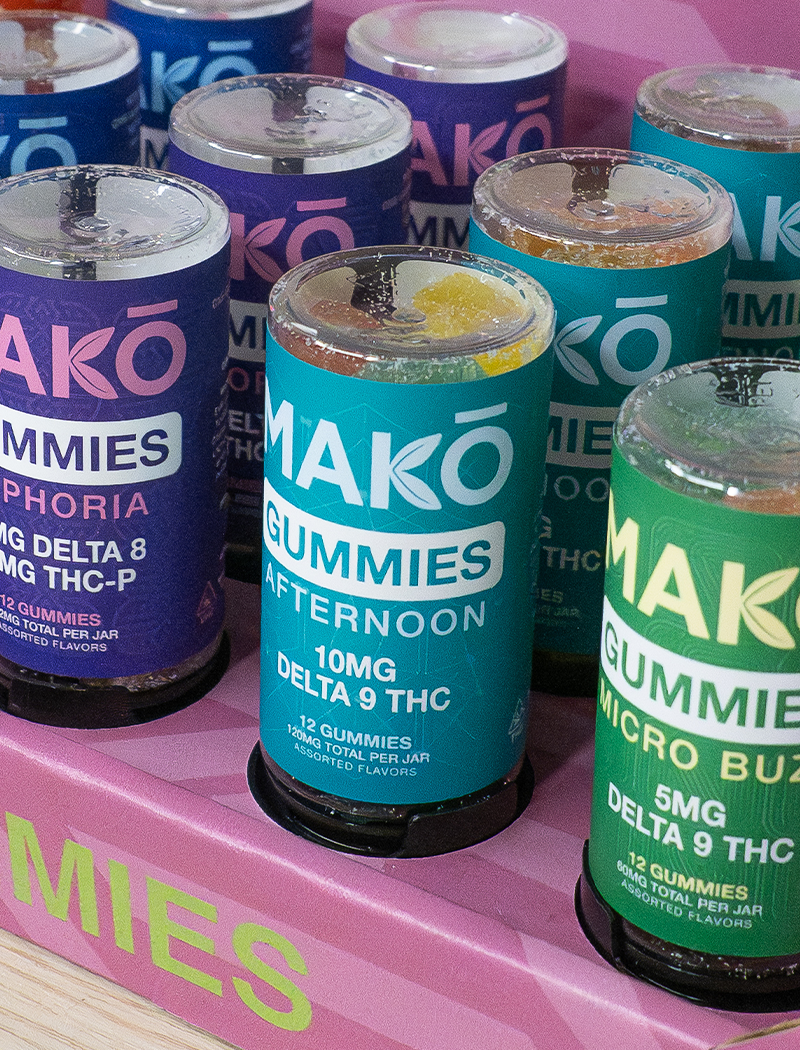 AKŌ
MMIES
PHORIA
MG DELTA 8
MG THC-P
12 GUMMIES
2MG TOTAL PER JAR
ASSORTED FLAVORS
MAKŌ
GUMMIES
AFTERNOON
10MG
DELTA 9 THC
12 GUMMIES
120MG TOTAL PER JAR
ASSORTED FLAVORS
MAKŌ
GUMMIE
MICRO BUZ
5MG
DELTA 9 THC
12 GUMMIES
60MG TOTAL PER JAR
ASSORTED FLAVORS
MIES